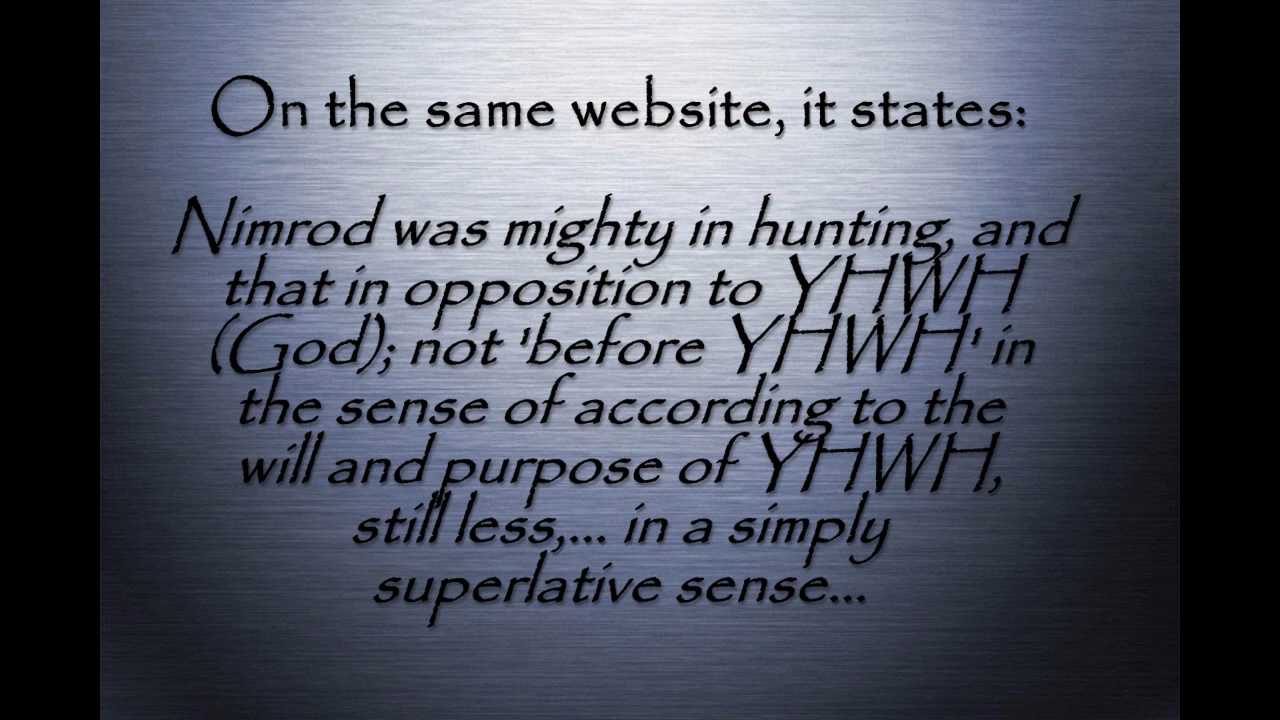 On the same website, it states:
Nimrod was mighty in hunting, and
that in opposition to YHWH
(God); not 'before YHWH' in
the sense of according to the
will and purpose of YHWH,
still less,... in a simply
superlative sense...